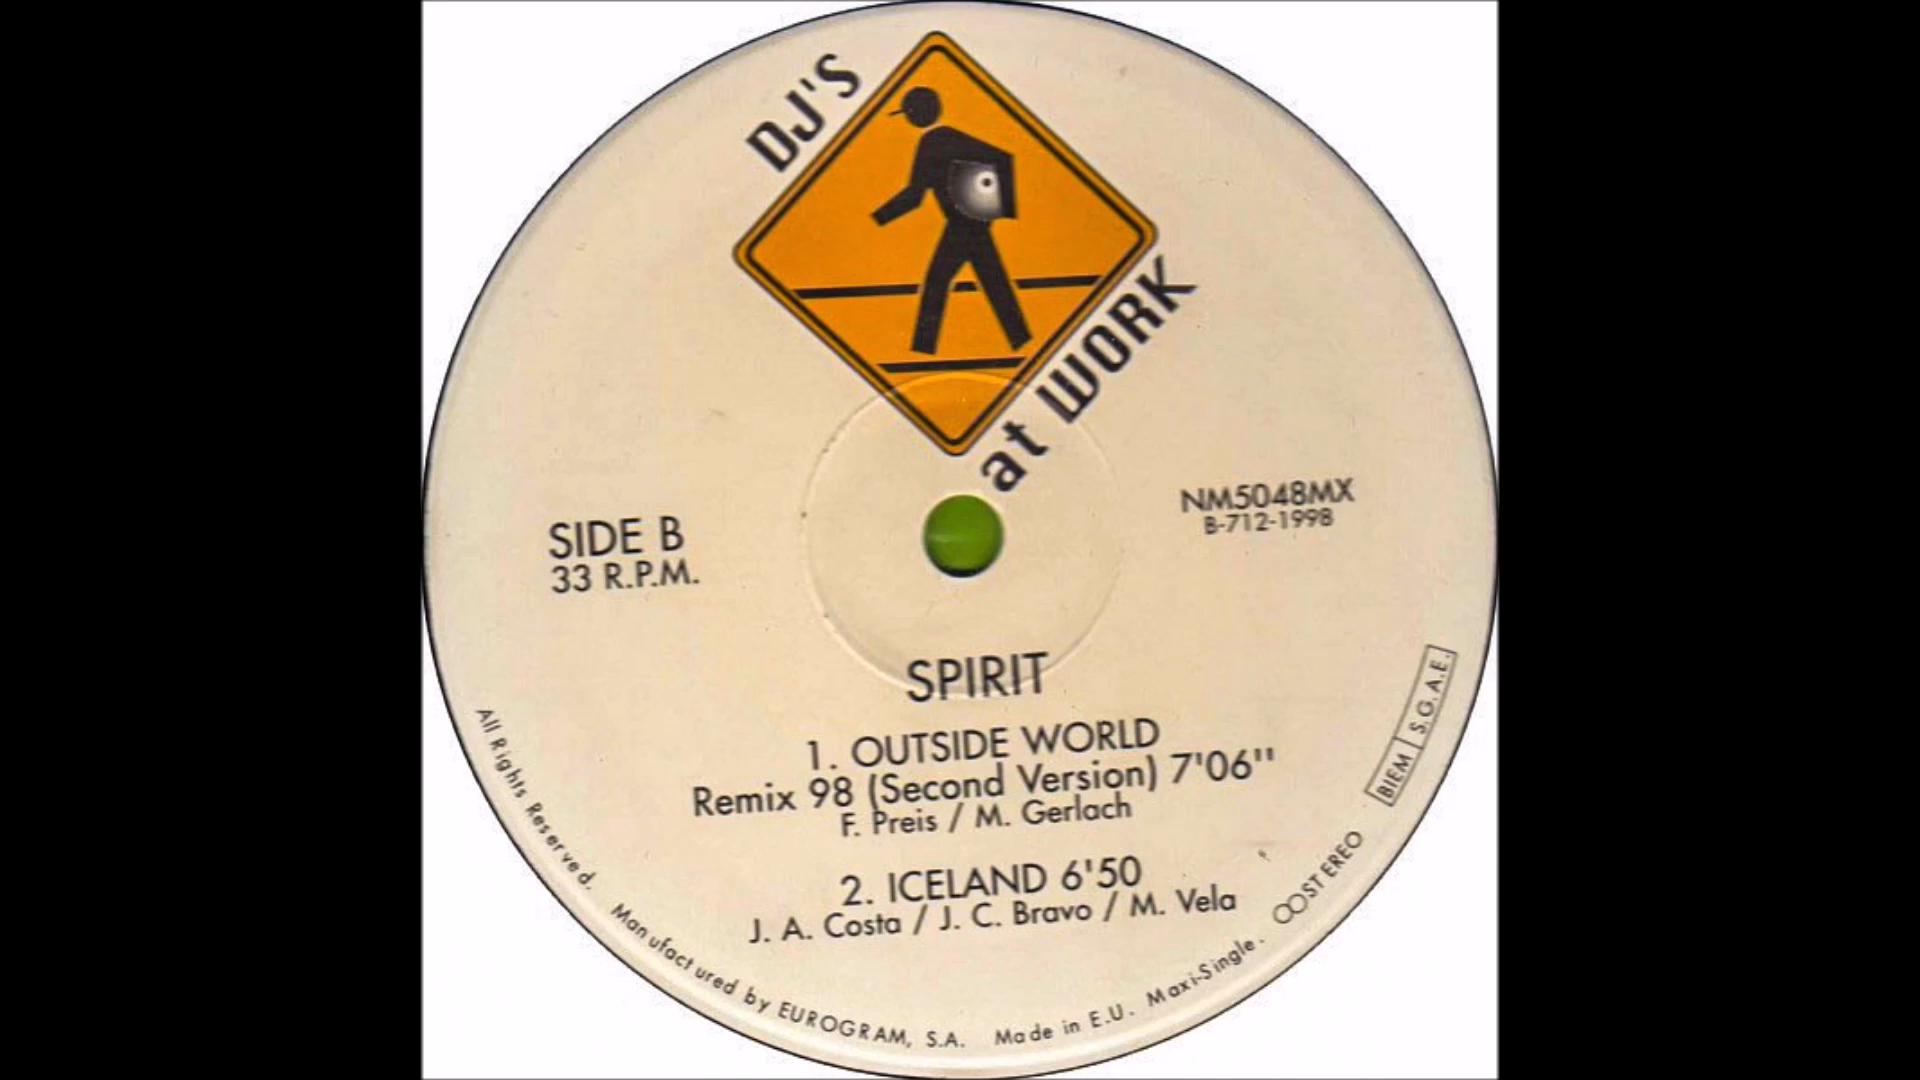 DJ'S
at WORK
SIDE B
33 R.P.M.
NM5048MX
B-712-1998
SPIRIT
1. OUTSIDE WORLD
Remix 98 (Second Version) 7'06''
F. Preis / M. Gerlach
2. ICELAND 6'50
J. A. Costa / J. C. Bravo / M. Vela
BIEM S.G.A.E.
All Rights Reserved. Manufactured by EUROGRAM, S.A. Made in E.U. Maxi-Single. STEREO